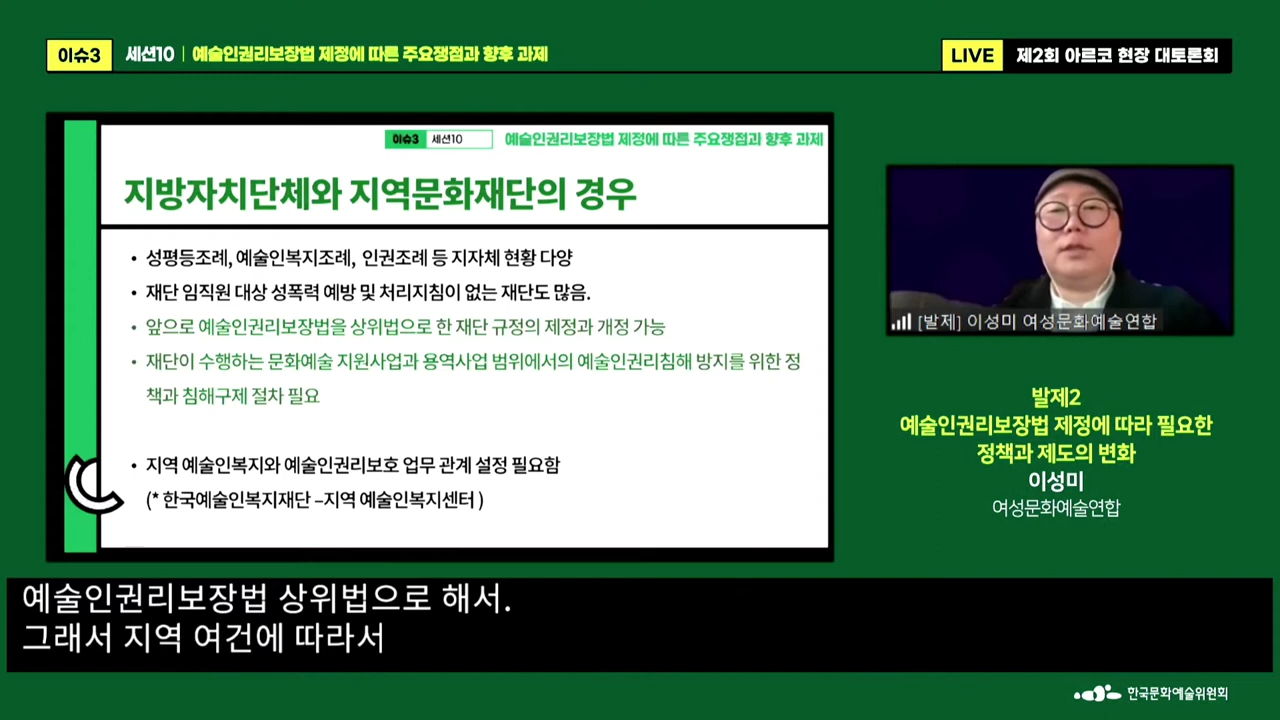 이슈3 세션10 | 예술인권리보장법 제정에 따른 주요쟁점과 향후 과제
LIVE 제2회 아르코 현장 대토론회
이슈3 세션10 예술인권리보장법 제정에 따른 주요쟁점과 향후 과제
지방자치단체와 지역문화재단의 경우
• 성평등조례, 예술인복지조례, 인권조례 등 지자체 현황 다양
• 재단 임직원 대상 성폭력 예방 및 처리지침이 없는 재단도 많음.
• 앞으로 예술인권리보장법을 상위법으로 한 재단 규정의 제정과 개정 가능
• 재단이 수행하는 문화예술 지원사업과 용역사업 범위에서의 예술인권리침해 방지를 위한 정
책과 침해구제 절차 필요
• 지역 예술인복지와 예술인권리보호 업무 관계 설정 필요함
(* 한국예술인복지재단 –지역 예술인복지센터 )
[발제] 이성미 여성문화예술연합
발제2
예술인권리보장법 제정에 따라 필요한
정책과 제도의 변화
이성미
여성문화예술연합
예술인권리보장법 상위법으로 해서.
그래서 지역 여건에 따라서
한국문화예술위원회